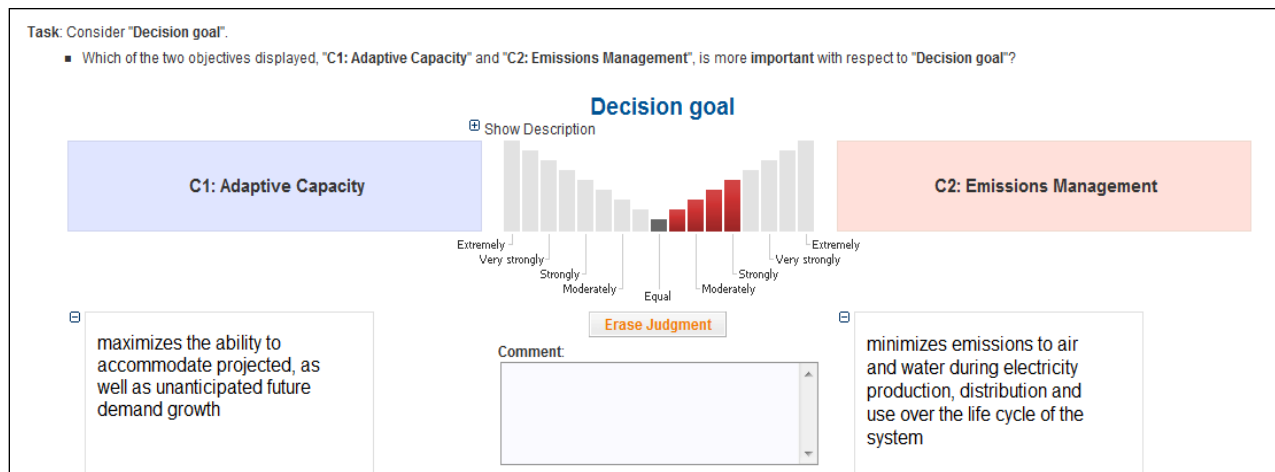 Task: Consider "Decision goal".
▪ Which of the two objectives displayed, "C1: Adaptive Capacity" and "C2: Emissions Management", is more important with respect to "Decision goal"?
Decision goal
Show Description
C1: Adaptive Capacity
C2: Emissions Management
Extremely
Extremely
Very strongly
Very strongly
Strongly
Strongly
Moderately
Moderately
Equal
Erase Judgment
maximizes the ability to
accommodate projected, as
well as unanticipated future
demand growth
Comment:
minimizes emissions to air
and water during electricity
production, distribution and
use over the life cycle of the
system